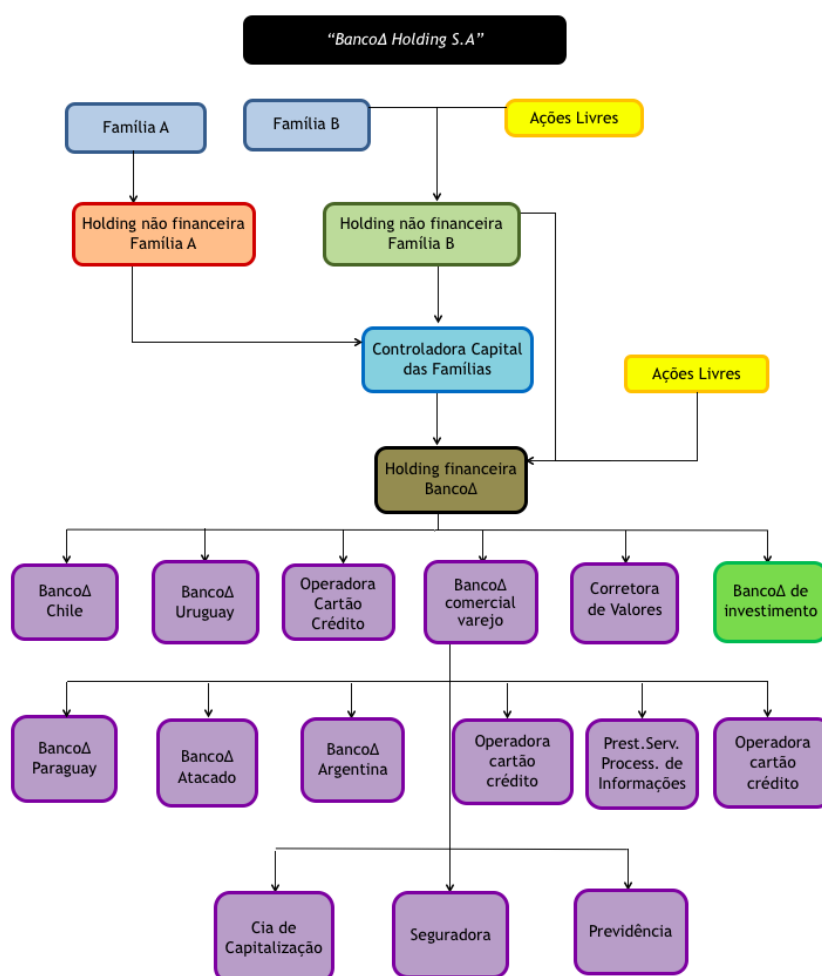 “BancoΔ Holding S.A”
Família A
Família B
Ações Livres
Holding não financeira
Família A
Holding não financeira
Família B
Controladora Capital
das Famílias
Ações Livres
Holding financeira
BancoΔ
BancoΔ
Chile
BancoΔ
Uruguay
Operadora
Cartão
Crédito
BancoΔ
comercial
varejo
Corretora
de Valores
BancoΔ de
investimento
BancoΔ
Paraguay
BancoΔ
Atacado
BancoΔ
Argentina
Operadora
cartão
crédito
Prest.Serv.
Process. de
Informações
Operadora
cartão
crédito
Cia de
Capitalização
Seguradora
Previdência